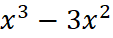 x³ − 3x²